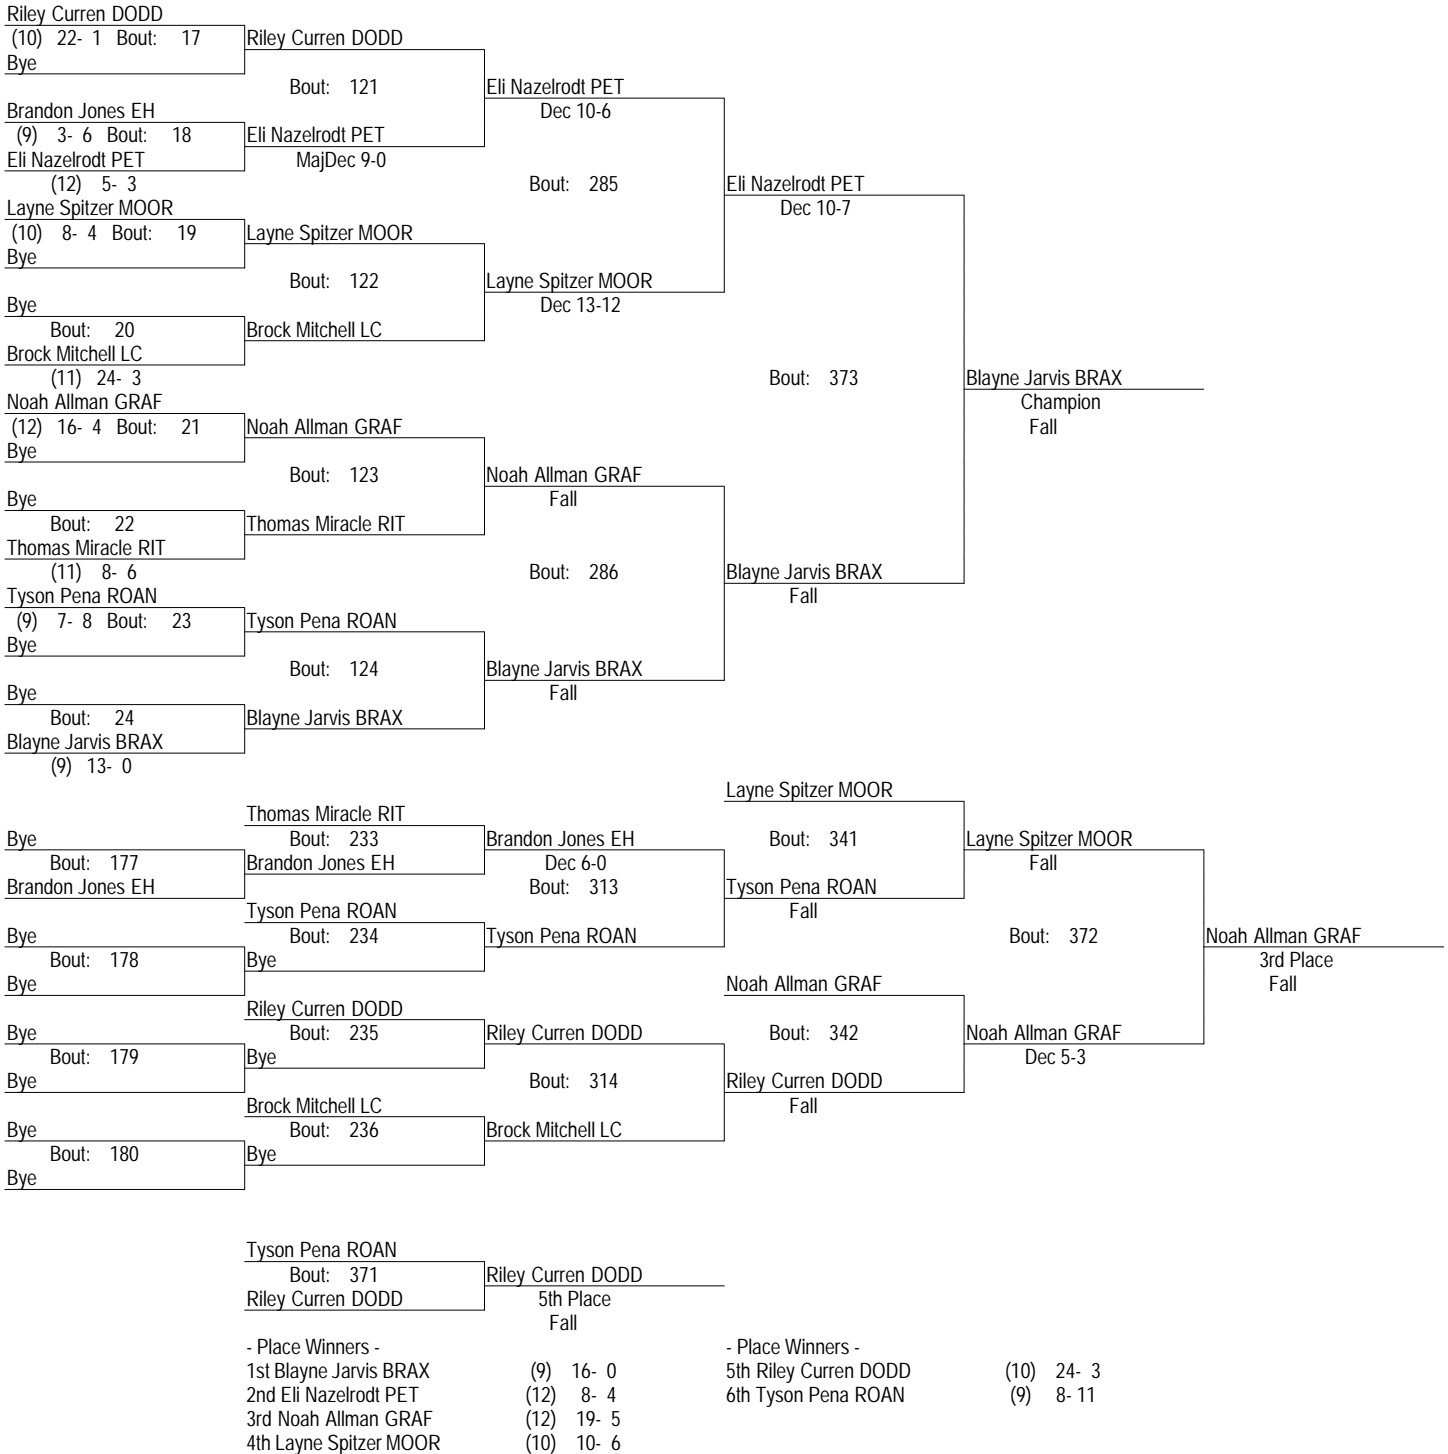 Riley Curren DODD
(10) 22- 1 Bout: 17 Riley Curren DODD
Bye
Bout: 121 Eli Nazelrodt PET
Brandon Jones EH Dec 10-6
(9) 3- 6 Bout: 18 Eli Nazelrodt PET
Eli Nazelrodt PET MajDec 9-0
(12) 5- 3 Bout: 285 Eli Nazelrodt PET
Layne Spitzer MOOR Dec 10-7
(10) 8- 4 Bout: 19 Layne Spitzer MOOR
Bye
Bout: 122 Layne Spitzer MOOR
Bye Dec 13-12
Bout: 20 Brock Mitchell LC
Brock Mitchell LC
(11) 24- 3 Bout: 373 Blayne Jarvis BRAX
Noah Allman GRAF Champion
(12) 16- 4 Bout: 21 Noah Allman GRAF Fall
Bye
Bout: 123 Noah Allman GRAF
Bye Fall
Bout: 22 Thomas Miracle RIT
Thomas Miracle RIT
(11) 8- 6 Bout: 286 Blayne Jarvis BRAX
Tyson Pena ROAN Fall
(9) 7- 8 Bout: 23 Tyson Pena ROAN
Bye
Bout: 124 Blayne Jarvis BRAX
Bye Fall
Bout: 24 Blayne Jarvis BRAX
Blayne Jarvis BRAX
(9) 13- 0
Layne Spitzer MOOR
Thomas Miracle RIT
Bye Bout: 233 Brandon Jones EH Bout: 341 Layne Spitzer MOOR
Bout: 177 Brandon Jones EH Dec 6-0 Fall
Brandon Jones EH Bout: 313 Tyson Pena ROAN
Tyson Pena ROAN Fall
Bye Bout: 234 Tyson Pena ROAN Bout: 372 Noah Allman GRAF
Bout: 178 Bye 3rd Place
Bye Noah Allman GRAF Fall
Riley Curren DODD
Bye Bout: 235 Riley Curren DODD Bout: 342 Noah Allman GRAF
Bout: 179 Bye Dec 5-3
Bye Bout: 314 Riley Curren DODD
Brock Mitchell LC Fall
Bye Bout: 236 Brock Mitchell LC
Bout: 180 Bye
Bye
Tyson Pena ROAN
Bout: 371 Riley Curren DODD
Riley Curren DODD 5th Place
Fall
- Place Winners - - Place Winners -
1st Blayne Jarvis BRAX (9) 16- 0 5th Riley Curren DODD (10) 24- 3
2nd Eli Nazelrodt PET (12) 8- 4 6th Tyson Pena ROAN (9) 8- 11
3rd Noah Allman GRAF (12) 19- 5
4th Layne Spitzer MOOR (10) 10- 6